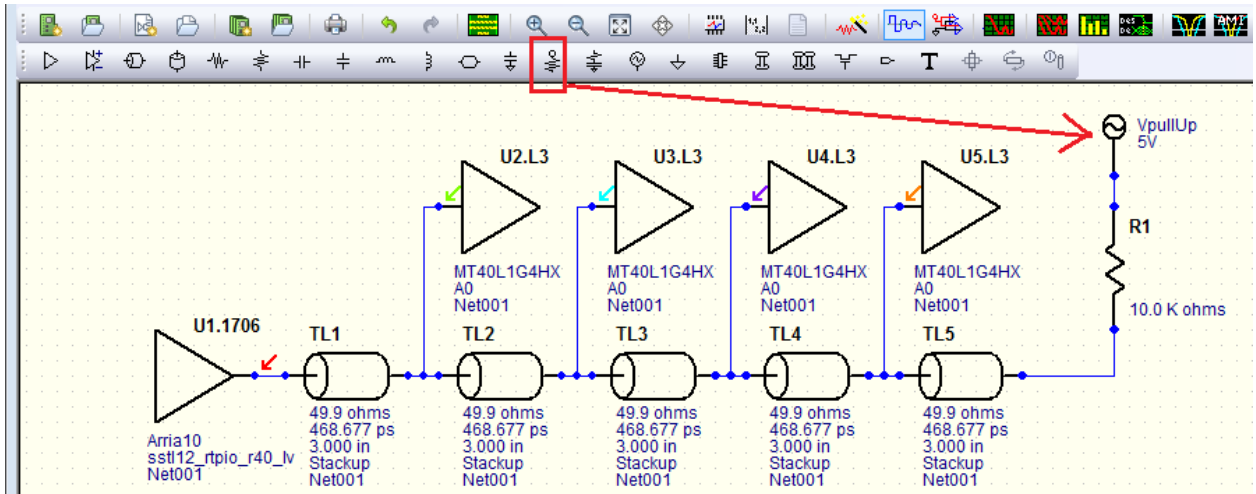 T
VpullUp
5V
U2.L3
U3.L3
U4.L3
U5.L3
R1
MT40L1G4HX
A0
Net001
MT40L1G4HX
A0
Net001
MT40L1G4HX
A0
Net001
MT40L1G4HX
A0
Net001
10.0 K ohms
U1.1706
TL1
TL2
TL3
TL4
TL5
Arria10
sstl12_rtpio_r40_lv
Net001
49.9 ohms
468.677 ps
3.000 in
Stackup
Net001
49.9 ohms
468.677 ps
3.000 in
Stackup
Net001
49.9 ohms
468.677 ps
3.000 in
Stackup
Net001
49.9 ohms
468.677 ps
3.000 in
Stackup
Net001
49.9 ohms
468.677 ps
3.000 in
Stackup
Net001